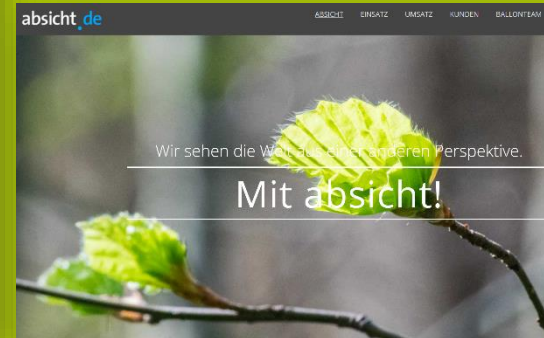 absicht.de
ABSICHT EINSATZ UMSATZ KUNDEN BALLONTEAM
Wir sehen die Welt aus einer anderen Perspektive.
Mit absicht!